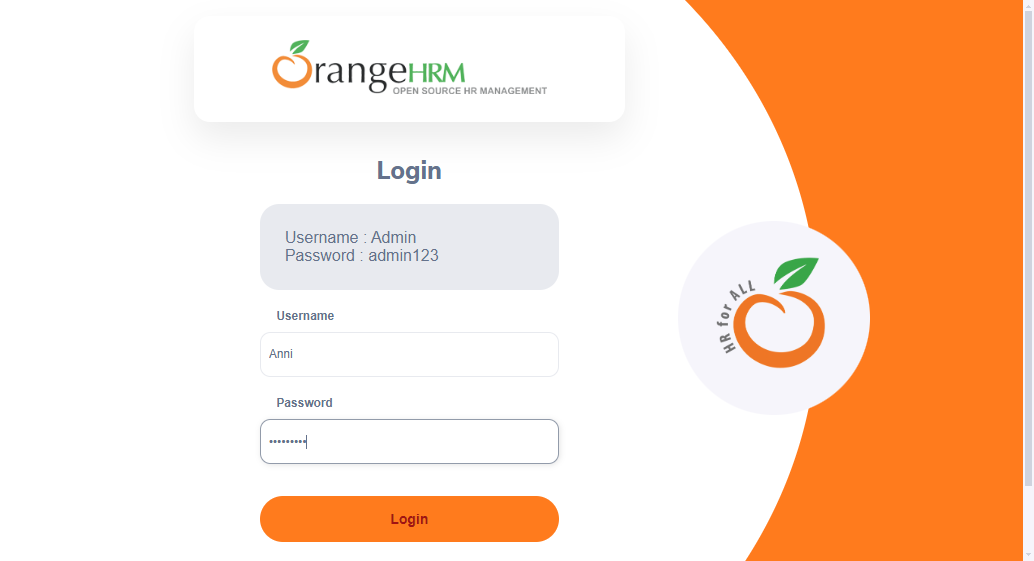 OrangeHRM
OPEN SOURCE HR MANAGEMENT
Login
Username : Admin
Password : admin123
Username
Anni
Password
•••••••••
Login
HR for ALL